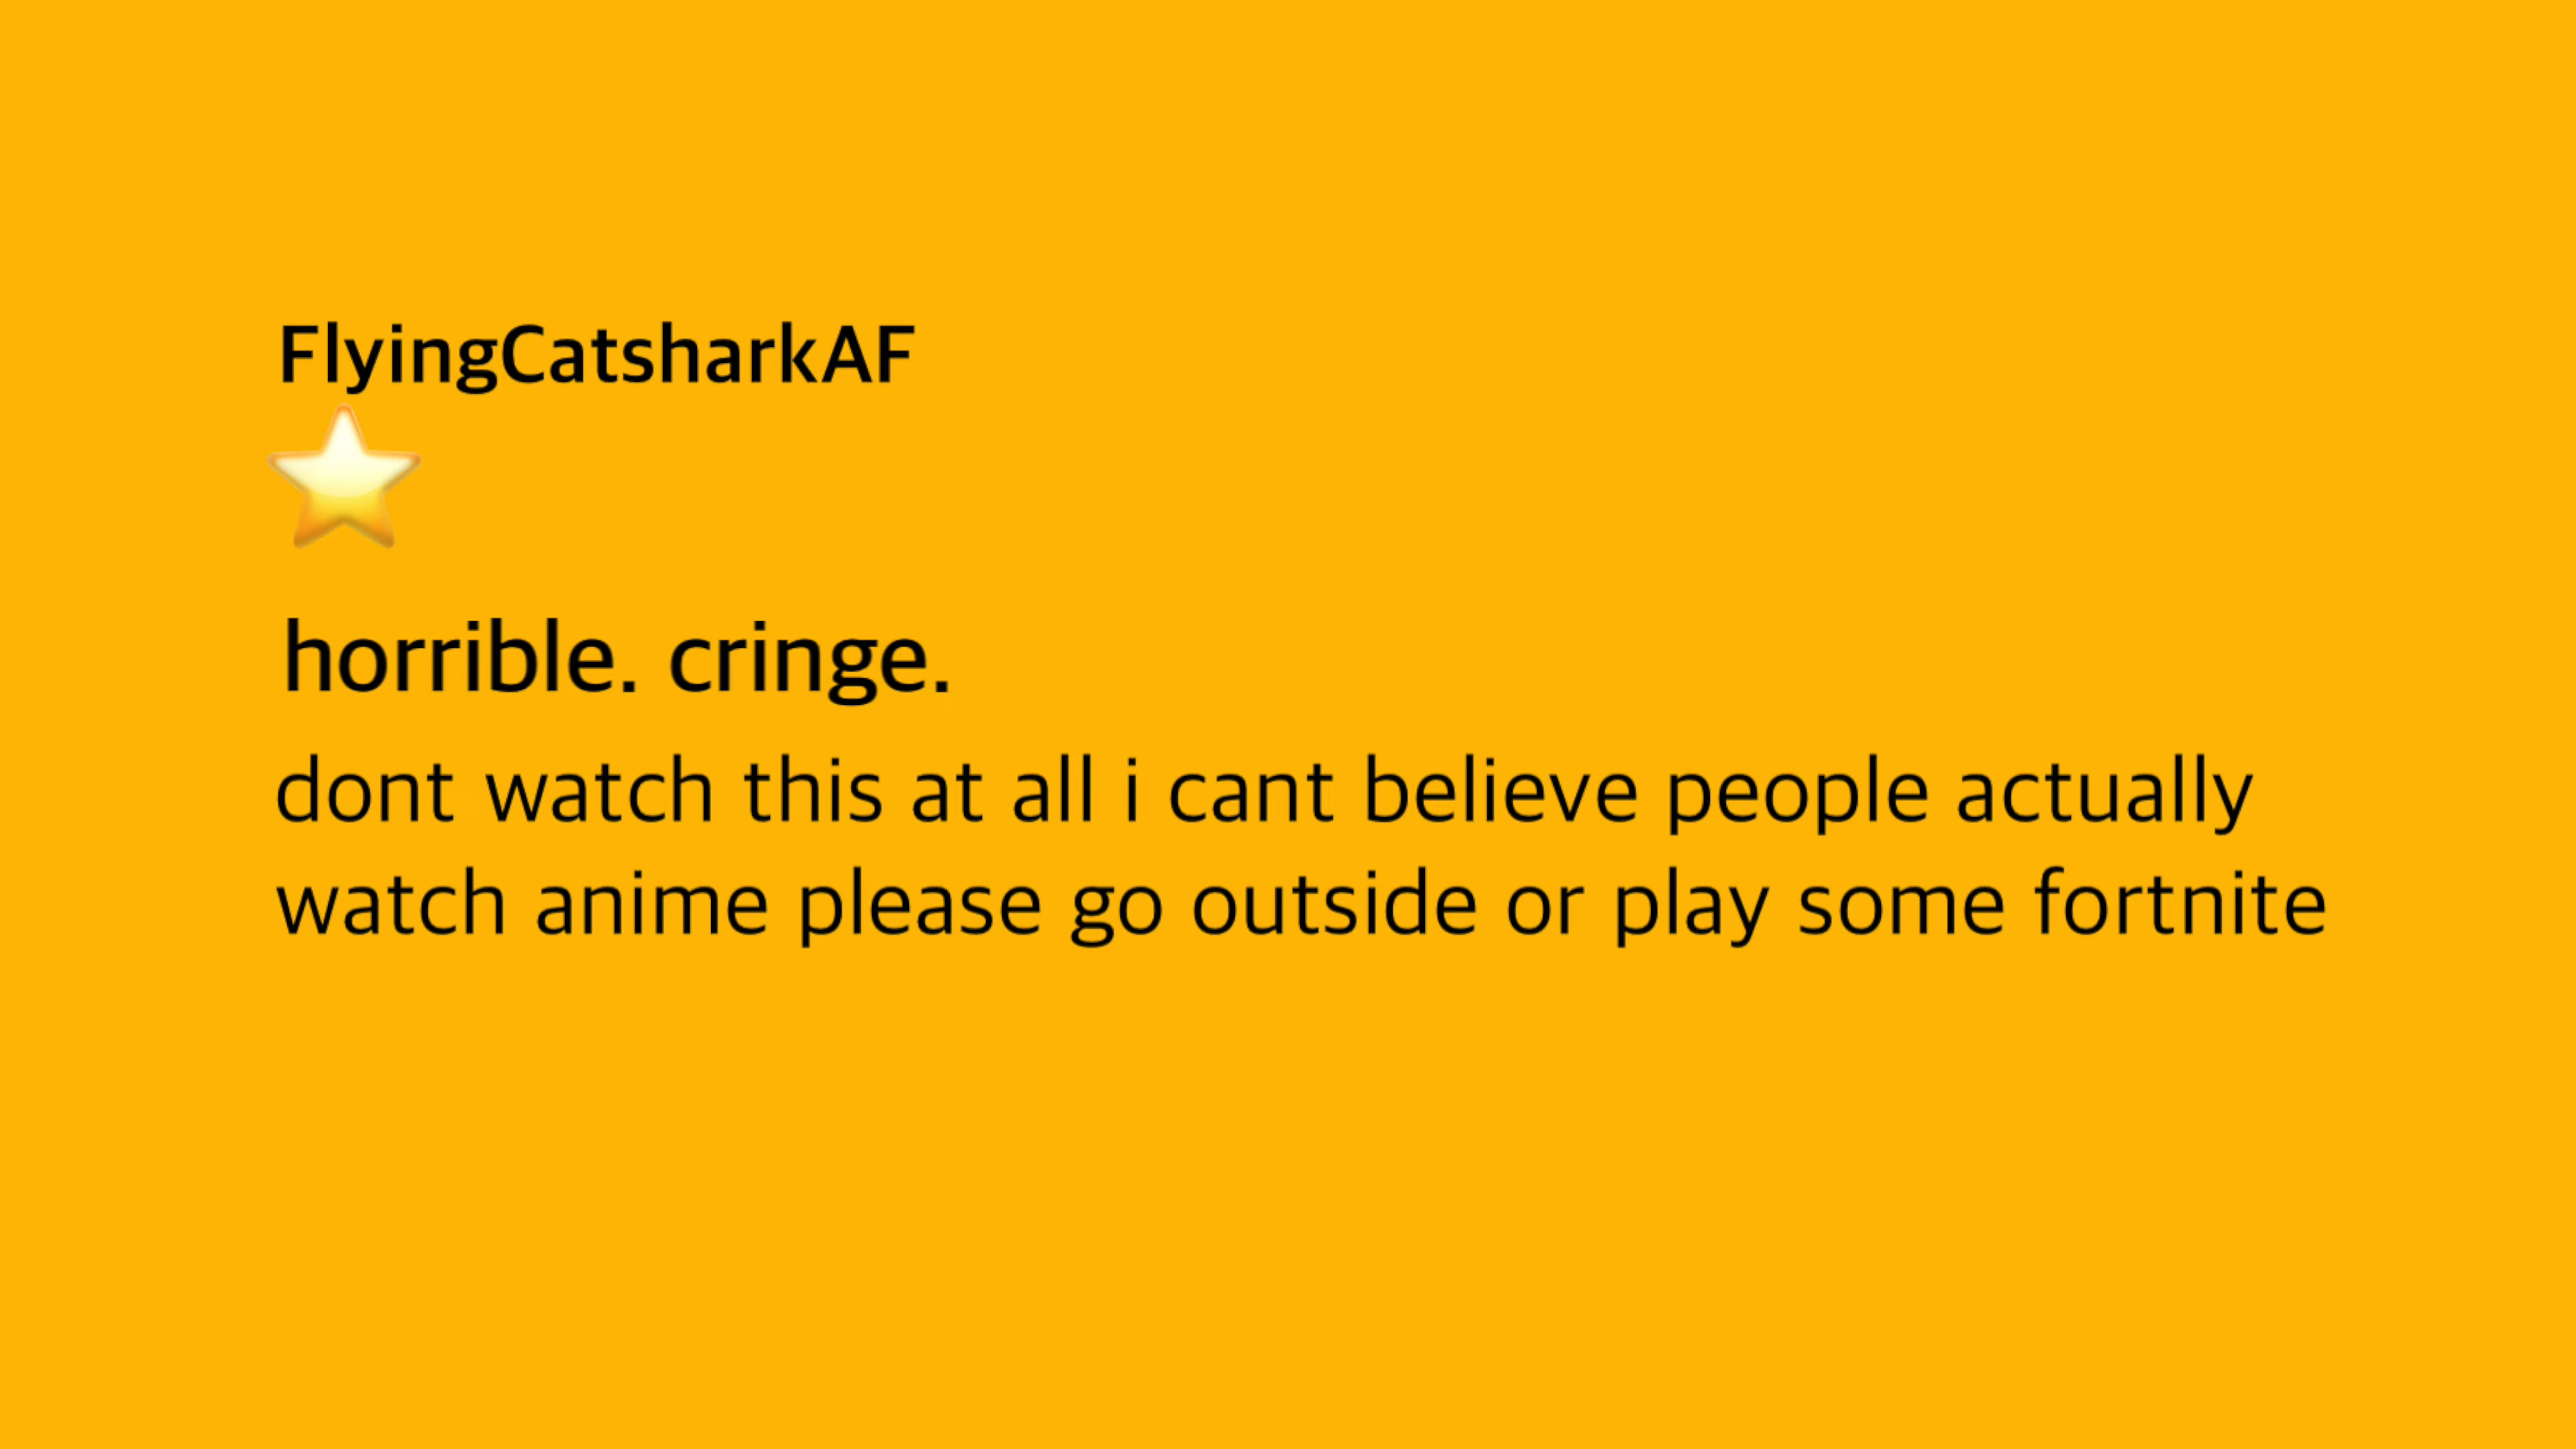 FlyingCatsharkAF
horrible. cringe.
dont watch this at all i cant believe people actually
watch anime please go outside or play some fortnite